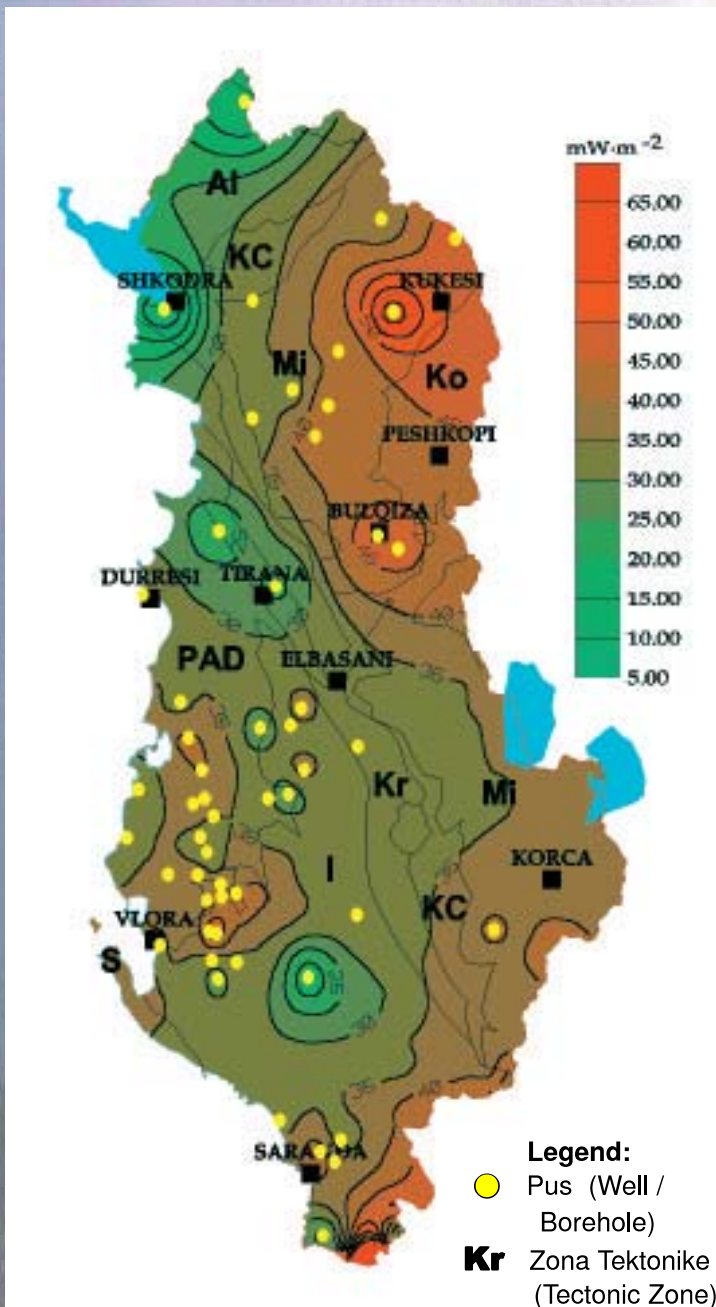 mW·m⁻²
65.00
60.00
55.00
50.00
45.00
40.00
35.00
30.00
25.00
20.00
15.00
10.00
5.00
Al
KC
SHKODRA
KUKESI
Mi
Ko
PESHKOPI
BULQIZA
DURRESI
TIRANA
PAD
ELBASANI
Kr
Mi
I
KORCA
KC
VLORA
S
Legend:
Pus (Well /
Borehole)
Kr Zona Tektonike
(Tectonic Zone)